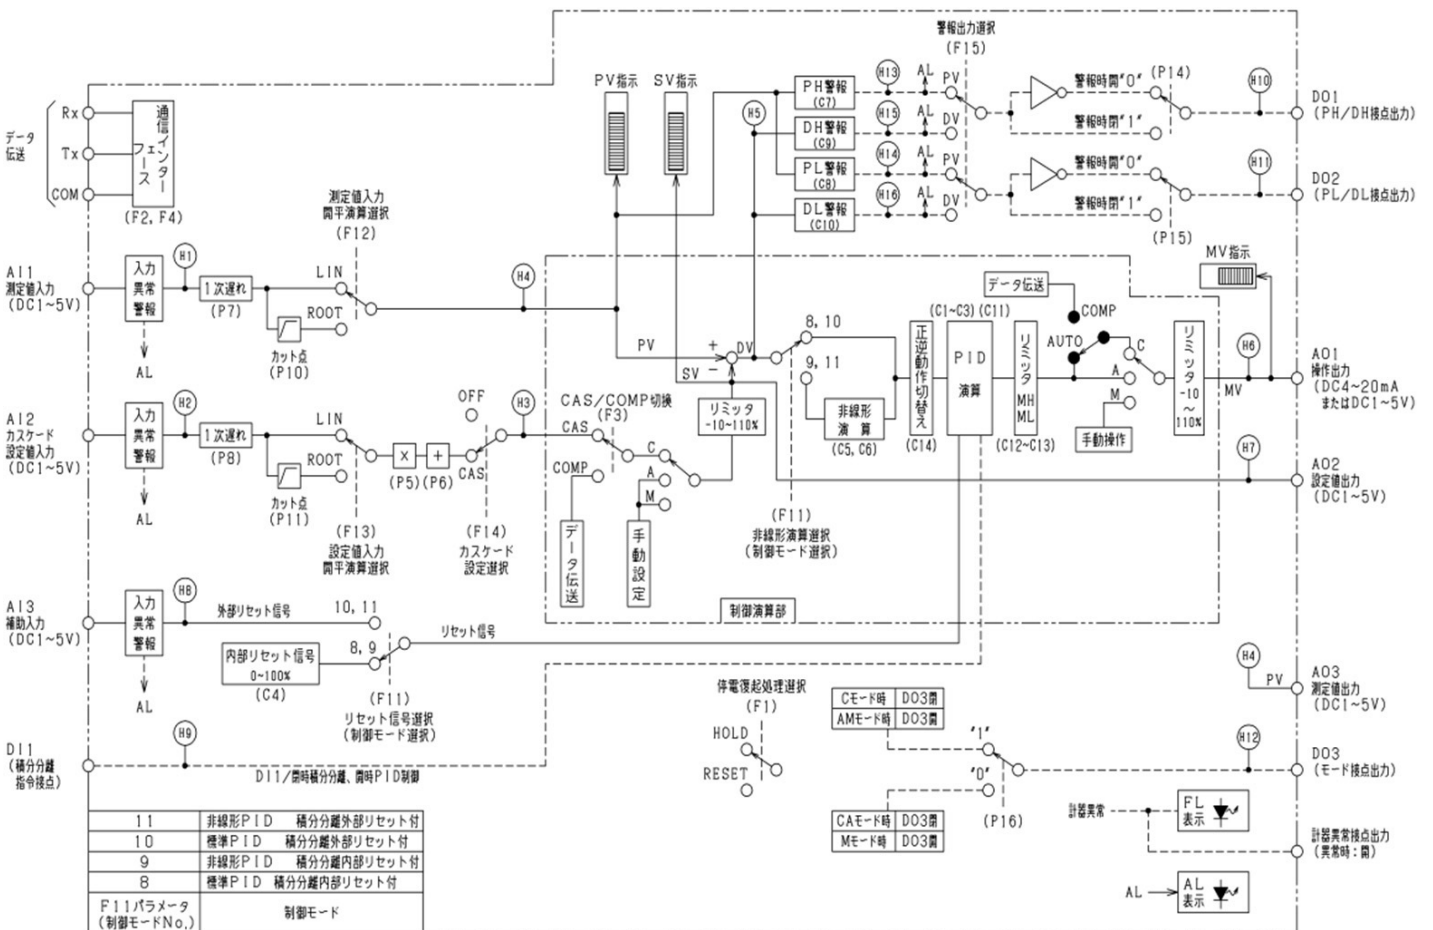 警報出力選択
(F15)
PV指示
SV指示
PH警報
(C7)
H13
AL
PV
警報時開"0"
(P14)
H10
DO1
(PH/DH接点出力)
H5
DH警報
(C9)
H15
AL
DV
警報時閉"1"
PL警報
(C8)
H14
AL
PV
警報時開"0"
H11
DO2
(PL/DL接点出力)
DL警報
(C10)
H16
AL
DV
警報時閉"1"
(P15)
データ
伝送
Rx
Tx
COM
通信インター
フェース
(F2, F4)
測定値入力
開平演算選択
(F12)
AI1
測定値入力
(DC1~5V)
入力
異常
警報
AL
H1
1次遅れ
(P7)
LIN
ROOT
カット点
(P10)
H4
PV
+
-
DV
SV
8, 10
9, 11
非線形
演算
(C5, C6)
(F11)
非線形演算選択
(制御モード選択)
正逆動作切替え
(C14)
(C1~C3)(C11)
PID
演算
リミッタ
MH
ML
(C12~C13)
データ伝送
COMP
AUTO
C
A
M
手動操作
リミッタ
-10
~
110%
MV指示
H6
MV
AO1
操作出力
(DC4~20mA
またはDC1~5V)
AI2
カスケード
設定値入力
(DC1~5V)
入力
異常
警報
AL
H2
1次遅れ
(P8)
LIN
ROOT
カット点
(P11)
(F13)
設定値入力
開平演算選択
×
+
(P5)(P6)
OFF
CAS
(F14)
カスケード
設定選択
H3
CAS/COMP切換
(F3)
CAS
COMP
データ伝送
C
A
M
手動設定
リミッタ
-10~110%
制御演算部
H7
AO2
設定値出力
(DC1~5V)
AI3
補助入力
(DC1~5V)
入力
異常
警報
AL
H8
外部リセット信号
10, 11
内部リセット信号
0~100%
(C4)
8, 9
(F11)
リセット信号選択
(制御モード選択)
リセット信号
H4
PV
AO3
測定値出力
(DC1~5V)
DI1
(積分分離
指令接点)
H9
DI1/閉時積分分離、開時PID制御
停電復起処理選択
(F1)
HOLD
RESET
Cモード時 DO3閉
AMモード時 DO3開
"1"
"0"
CAモード時 DO3閉
Mモード時 DO3開
(P16)
H12
DO3
(モード接点出力)
計器異常
FL
表示
計器異常接点出力
(異常時:開)
AL
AL
表示
11 非線形PID 積分分離外部リセット付
10 標準PID 積分分離外部リセット付
9 非線形PID 積分分離内部リセット付
8 標準PID 積分分離内部リセット付
F11パラメータ
(制御モードNo.)
制御モード